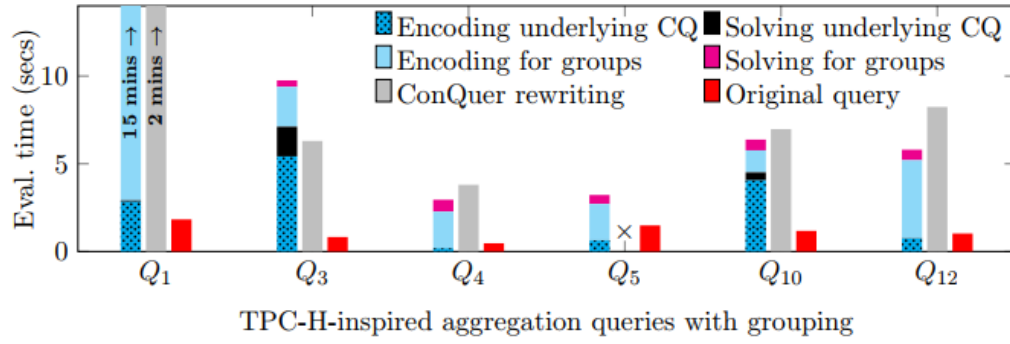 Encoding underlying CQ
Solving underlying CQ
Encoding for groups
Solving for groups
ConQuer rewriting
Original query
Eval. time (secs)
10
5
0
15 mins →
2 mins →
×
Q1
Q3
Q4
Q5
Q10
Q12
TPC-H-inspired aggregation queries with grouping